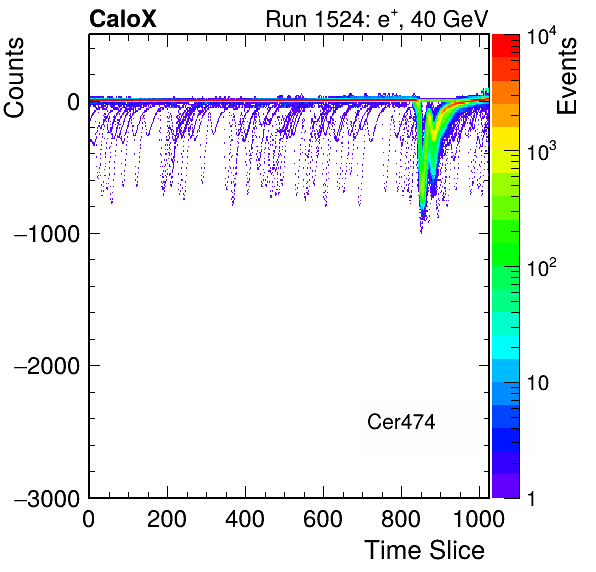 CaloX Run 1524: e⁺, 40 GeV
Counts
Events
0
−1000
−2000
−3000
10⁴
10³
10²
10
1
Cer474
0 200 400 600 800 1000
Time Slice